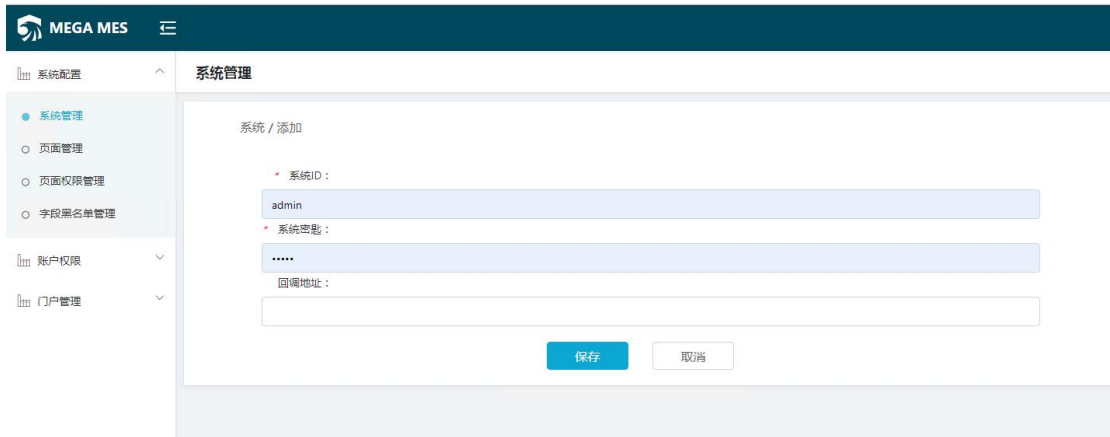 MEGA MES
系统配置
系统管理
页面管理
页面权限管理
字段黑名单管理
账户权限
门户管理
系统管理
系统 / 添加
* 系统ID：
admin
* 系统密匙：
•••••
回调地址：
保存
取消